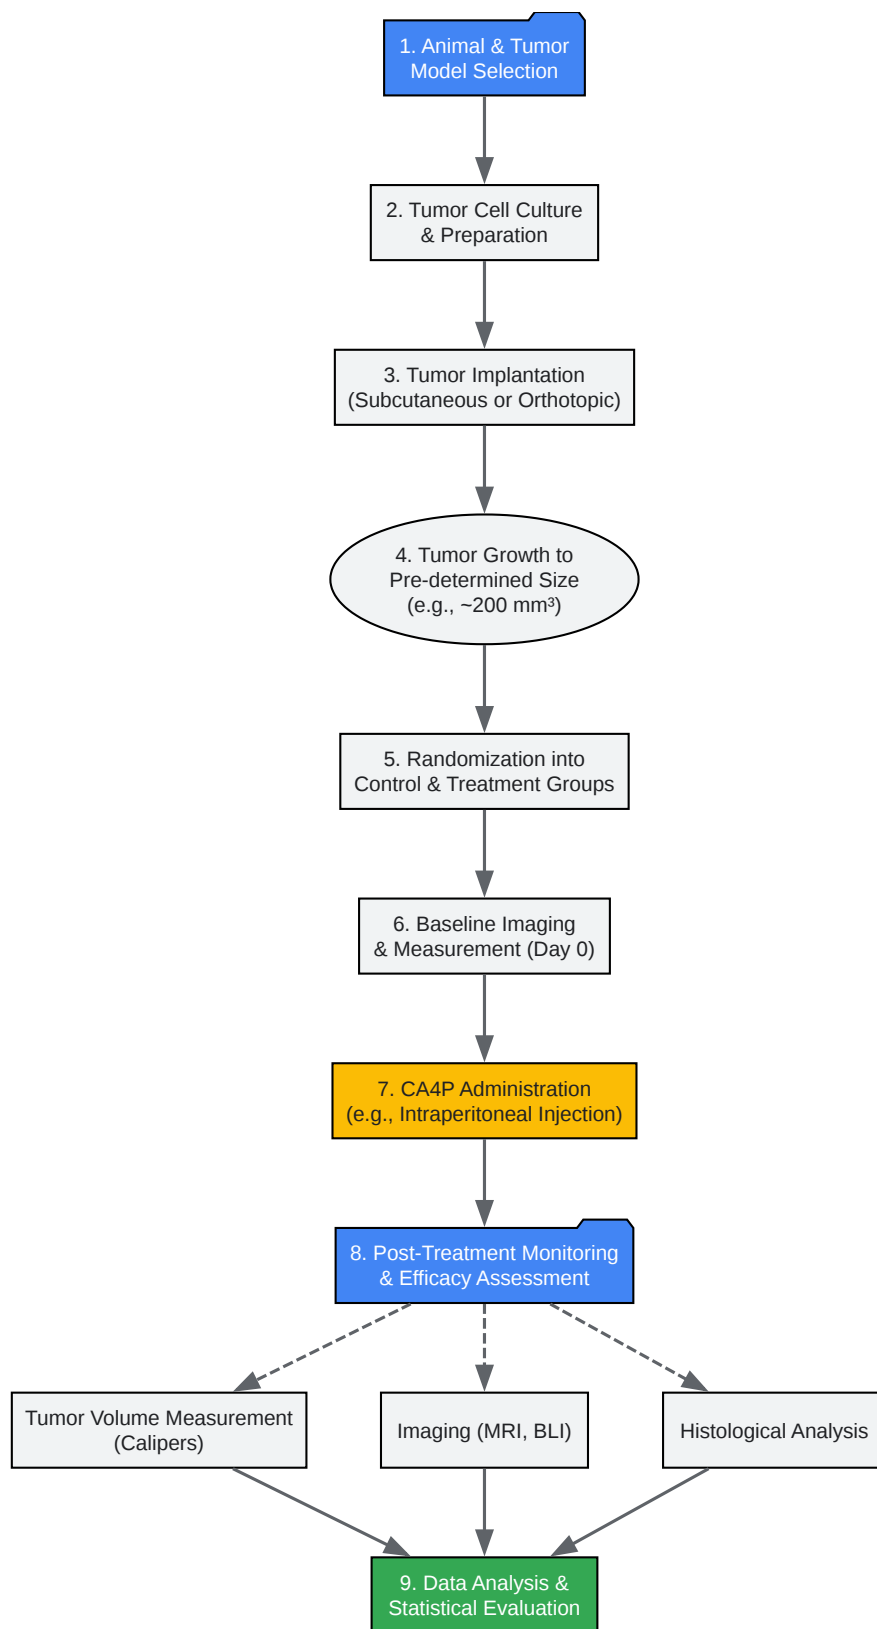 1. Animal & Tumor
Model Selection
2. Tumor Cell Culture
& Preparation
3. Tumor Implantation
(Subcutaneous or Orthotopic)
4. Tumor Growth to
Pre-determined Size
(e.g., ~200 mm³)
5. Randomization into
Control & Treatment Groups
6. Baseline Imaging
& Measurement (Day 0)
7. CA4P Administration
(e.g., Intraperitoneal Injection)
8. Post-Treatment Monitoring
& Efficacy Assessment
Tumor Volume Measurement
(Calipers)
Imaging (MRI, BLI)
Histological Analysis
9. Data Analysis &
Statistical Evaluation